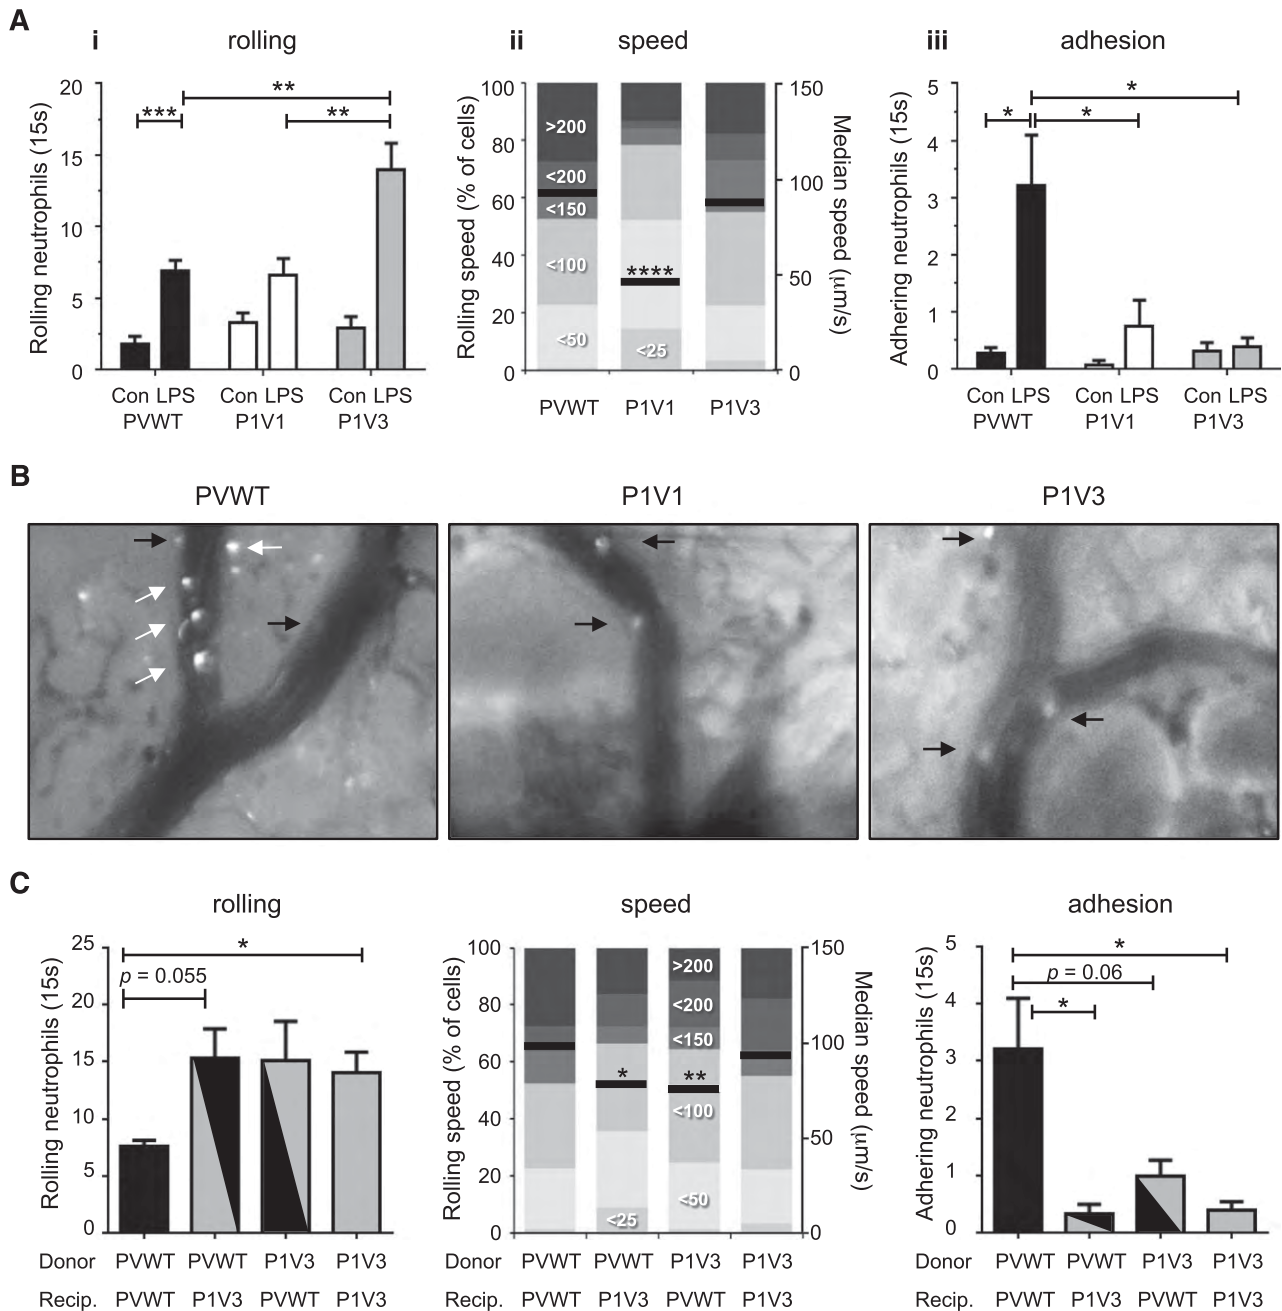 A
i rolling
ii speed
iii adhesion
Rolling neutrophils (15s)
20
15
10
5
0
***
**
**
Con LPS Con LPS Con LPS
PVWT P1V1 P1V3
Rolling speed (% of cells)
100
80
60
40
20
0
>200
<200
<150
<100
<50
<25
****
150
100
50
0
Median speed (μm/s)
PVWT P1V1 P1V3
Adhering neutrophils (15s)
5
4
3
2
1
0
*
*
*
Con LPS Con LPS Con LPS
PVWT P1V1 P1V3
B
PVWT P1V1 P1V3
C
rolling speed adhesion
Rolling neutrophils (15s)
25
20
15
10
5
0
*
p = 0.055
Donor PVWT PVWT P1V3 P1V3
Recip. PVWT P1V3 PVWT P1V3
Rolling speed (% of cells)
100
80
60
40
20
0
>200
<200
<150
<100
<50
<25
*
**
150
100
50
0
Median speed (μm/s)
Donor PVWT PVWT P1V3 P1V3
Recip. PVWT P1V3 PVWT P1V3
Adhering neutrophils (15s)
5
4
3
2
1
0
*
p = 0.06
*
Donor PVWT PVWT P1V3 P1V3
Recip. PVWT P1V3 PVWT P1V3